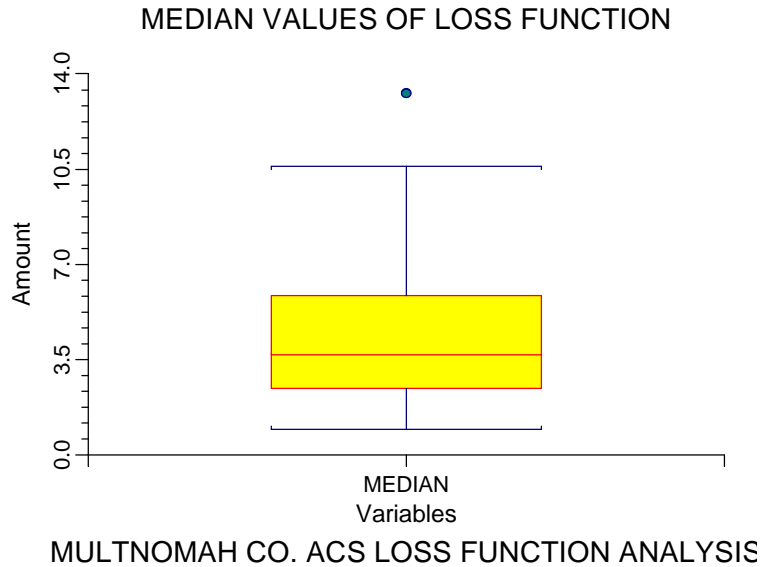 MEDIAN VALUES OF LOSS FUNCTION
14.0
10.5
7.0
3.5
0.0
Amount
MEDIAN
Variables
MULTNOMAH CO. ACS LOSS FUNCTION ANALYSIS